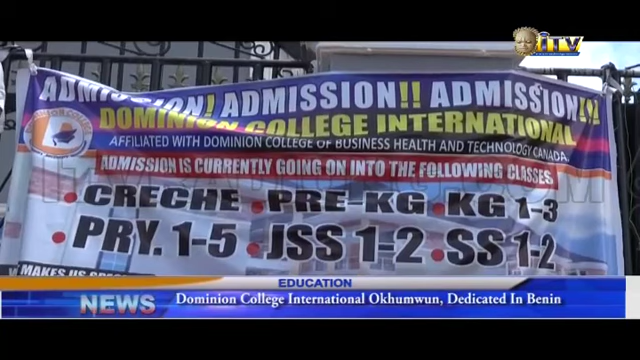 iTV
ADMISSION! ADMISSION!! ADMISSION!!!
DOMINION COLLEGE INTERNATIONAL
AFFILIATED WITH DOMINION COLLEGE OF BUSINESS HEALTH AND TECHNOLOGY CANADA.
ADMISSION IS CURRENTLY GOING ON INTO THE FOLLOWING CLASSES
• CRECHE • PRE-KG • KG 1-3
• PRY. 1-5 • JSS 1-2 • SS 1-2
MAKES US
EDUCATION
NEWS
Dominion College International Okhumwun, Dedicated In Benin